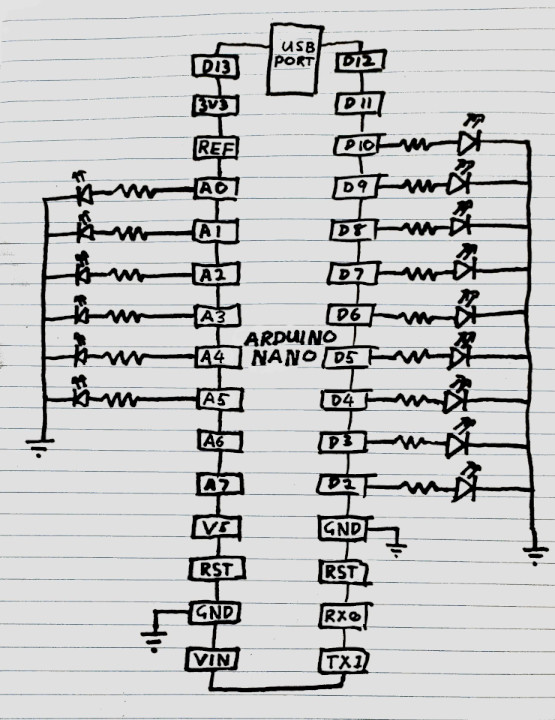 USB
PORT
D13
D12
3V3
D11
REF
D10
A0
D9
A1
D8
A2
D7
A3
D6
ARDUINO
NANO
A4
D5
A5
D4
A6
D3
A7
D2
V5
GND
RST
RST
GND
RX0
VIN
TX1